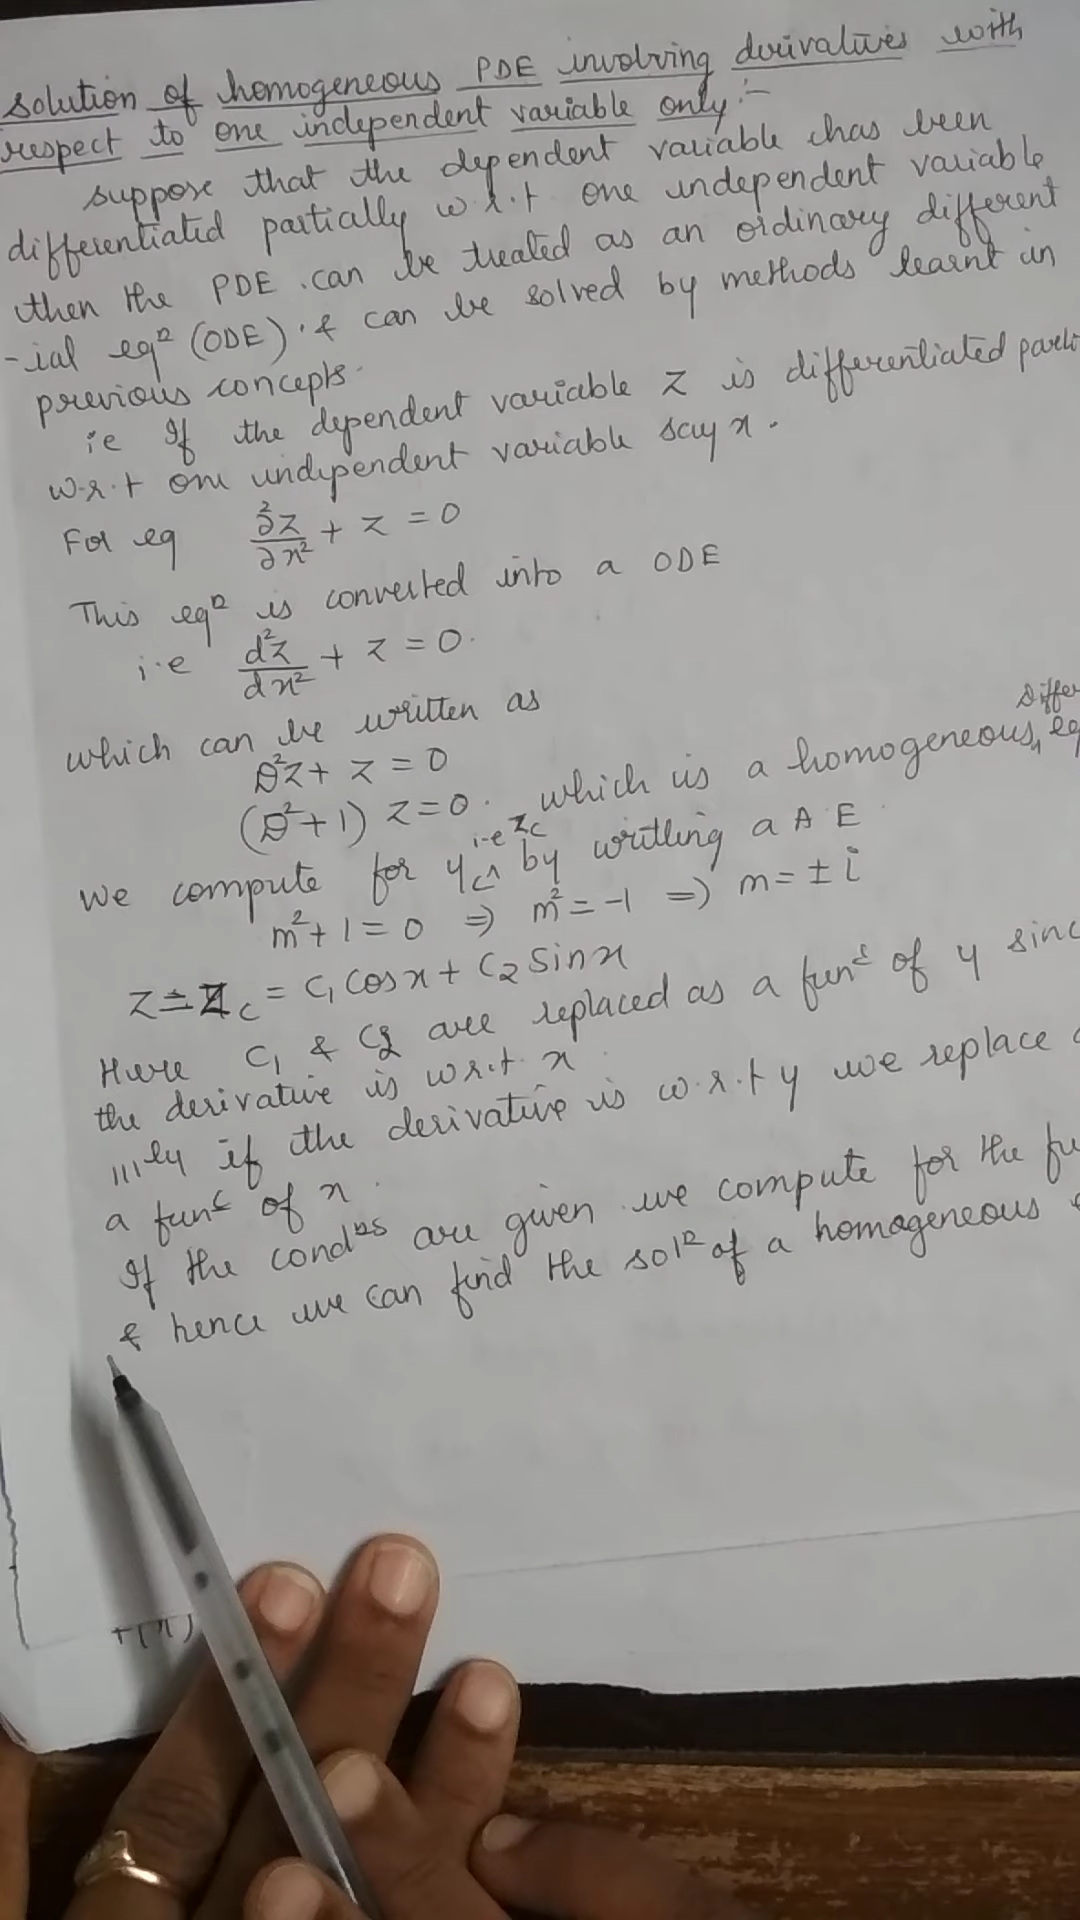 solution of homogeneous PDE involving derivatives with
respect to one independent variable only :-
suppose that the dependent variable has been
differentiated partially w.r.t one independent variable
then the PDE can be treated as an ordinary different
-ial eqn (ODE) & can be solved by methods learnt in
previous concepts.
ie If the dependent variable z is differentiated
w.r.t one independent variable say x.
For eg ∂²z/∂x² + z = 0
This eqn is converted into a ODE
i.e d²z/dx² + z = 0.
which can be written as
D²z + z = 0
(D²+1) z = 0. which is a homogeneous
We compute for yc i.e zc by writting a A E
m²+1 = 0 ⇒ m² = -1 ⇒ m = ± i
z = zc = c1 cos x + c2 sin x
Here c1 & c2 are replaced as a func of y
the derivative is w.r.t. x
llly if the derivative is w.r.t y we replace
a func of x.
If the condns are given we compute for the
& hence we can find the soln of a homogeneous